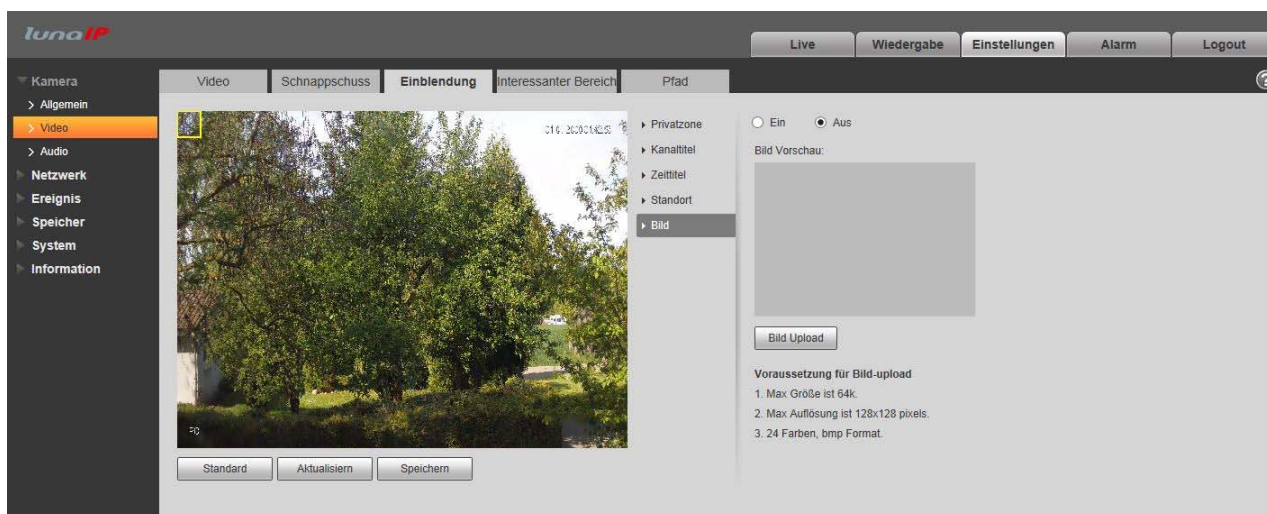 lunaIP
Live
Wiedergabe
Einstellungen
Alarm
Logout
Kamera
Allgemein
Video
Audio
Netzwerk
Ereignis
Speicher
System
Information
Video
Schnappschuss
Einblendung
Interessanter Bereich
Pfad
Privatzone
Kanaltitel
Zeittitel
Standort
Bild
Standard
Aktualisiern
Speichern
Ein
Aus
Bild Vorschau:
Bild Upload
Voraussetzung für Bild-upload
1. Max Größe ist 64k.
2. Max Auflösung ist 128x128 pixels.
3. 24 Farben, bmp Format.